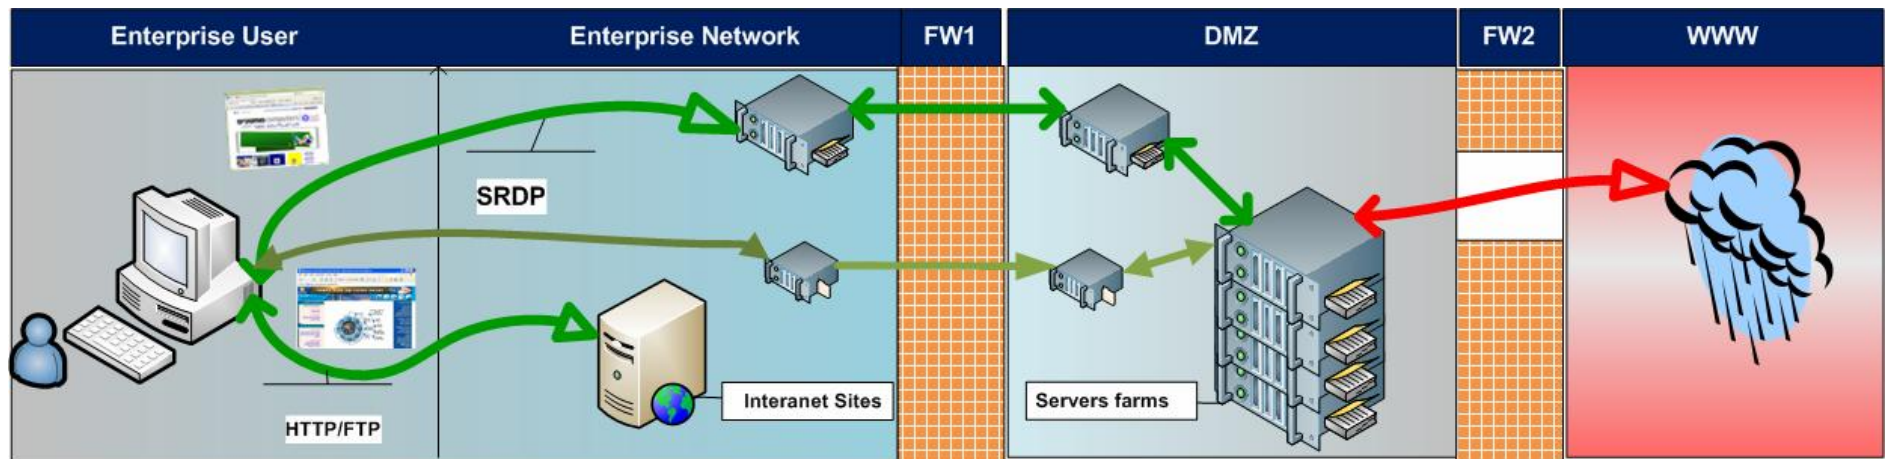 Enterprise User
Enterprise Network
FW1
DMZ
FW2
WWW
SRDP
Interanet Sites
Servers farms
HTTP/FTP